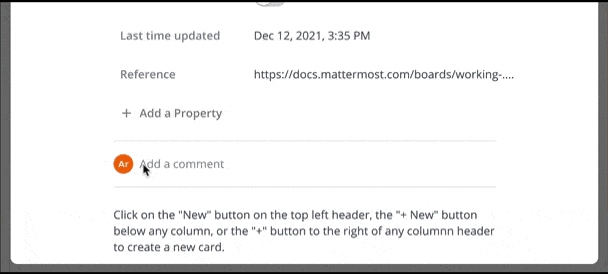 Last time updated Dec 12, 2021, 3:35 PM
Reference https://docs.mattermost.com/boards/working-....
+ Add a Property
Ar Add a comment
Click on the "New" button on the top left header, the "+ New" button
below any column, or the "+" button to the right of any columnn header
to create a new card.